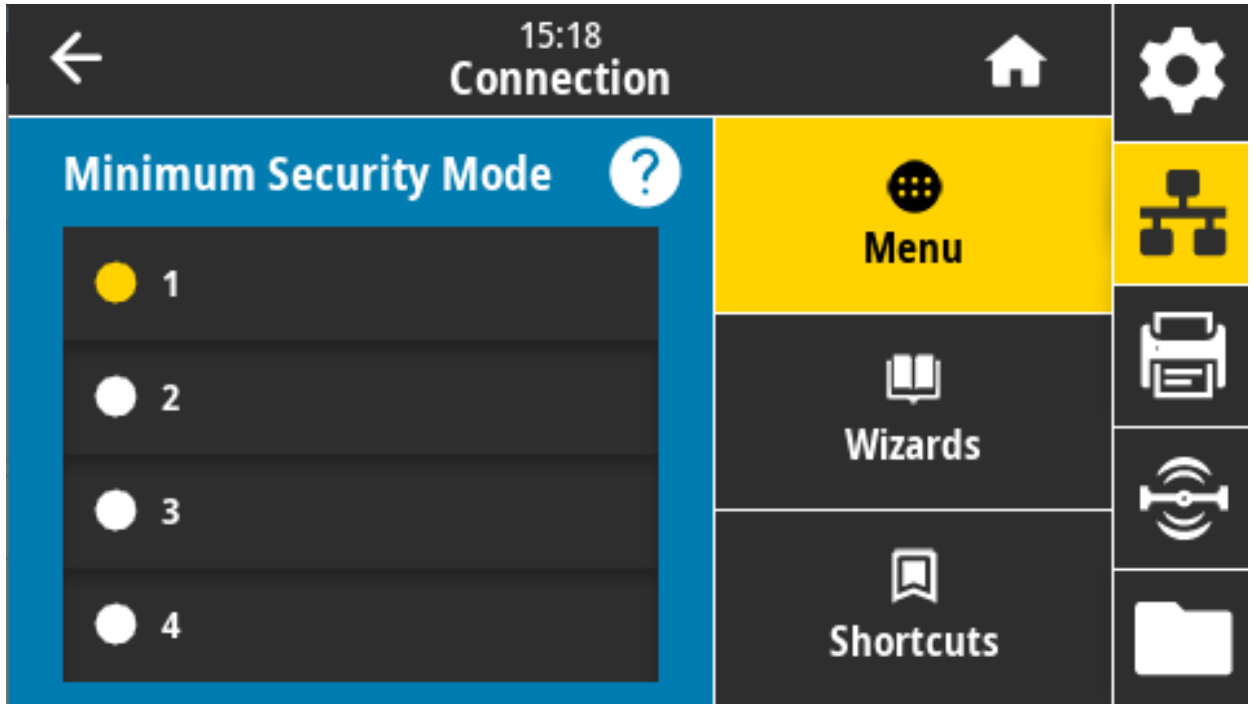 15:18
Connection
Minimum Security Mode
?
1
2
3
4
Menu
Wizards
Shortcuts